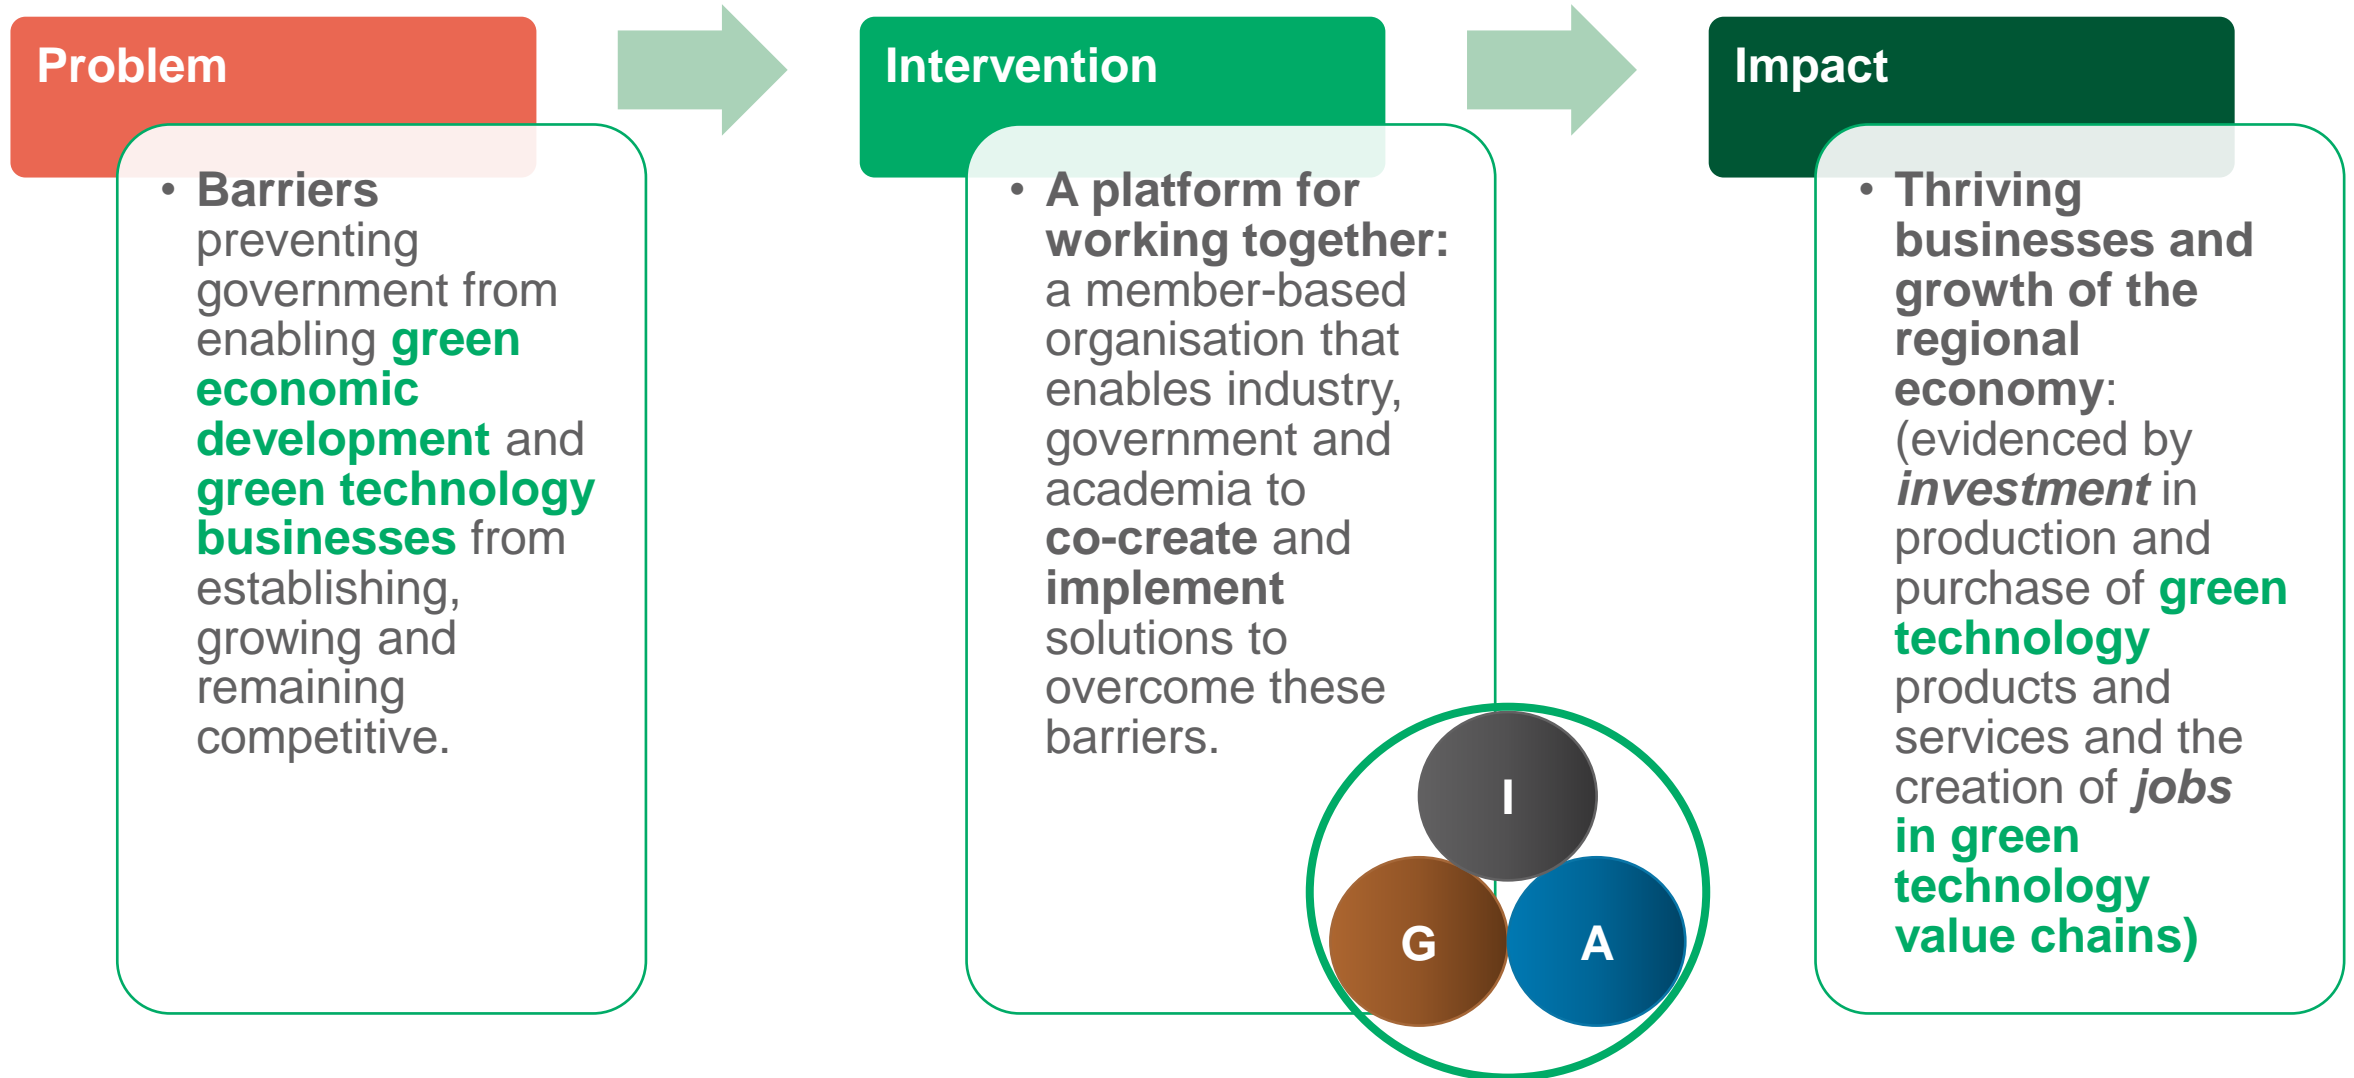 Problem
• Barriers
preventing
government from
enabling green
economic
development and
green technology
businesses from
establishing,
growing and
remaining
competitive.
Intervention
• A platform for
working together:
a member-based
organisation that
enables industry,
government and
academia to
co-create and
implement
solutions to
overcome these
barriers.
I
G
A
Impact
• Thriving
businesses and
growth of the
regional
economy:
(evidenced by
investment in
production and
purchase of green
technology
products and
services and the
creation of jobs
in green
technology
value chains)